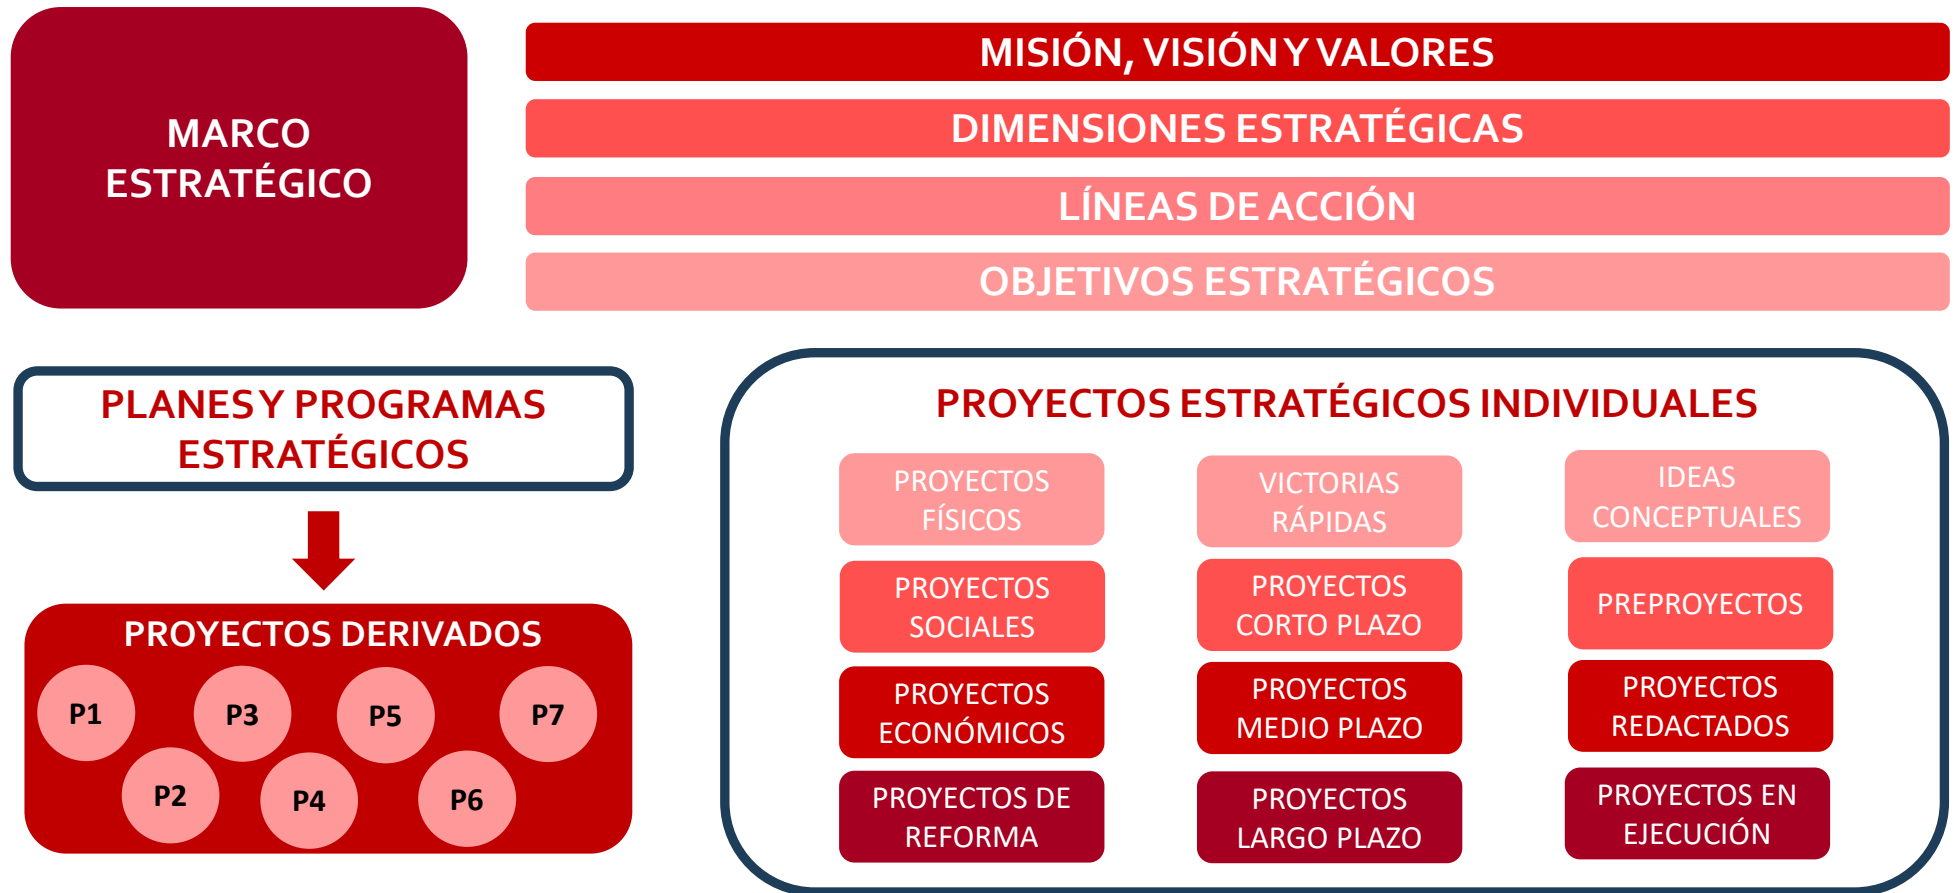 MARCO
ESTRATÉGICO
MISIÓN, VISIÓN Y VALORES
DIMENSIONES ESTRATÉGICAS
LÍNEAS DE ACCIÓN
OBJETIVOS ESTRATÉGICOS
PLANES Y PROGRAMAS
ESTRATÉGICOS
PROYECTOS DERIVADOS
P1
P3
P5
P7
P2
P4
P6
PROYECTOS ESTRATÉGICOS INDIVIDUALES
PROYECTOS
FÍSICOS
VICTORIAS
RÁPIDAS
IDEAS
CONCEPTUALES
PROYECTOS
SOCIALES
PROYECTOS
CORTO PLAZO
PREPROYECTOS
PROYECTOS
ECONÓMICOS
PROYECTOS
MEDIO PLAZO
PROYECTOS
REDACTADOS
PROYECTOS DE
REFORMA
PROYECTOS
LARGO PLAZO
PROYECTOS EN
EJECUCIÓN